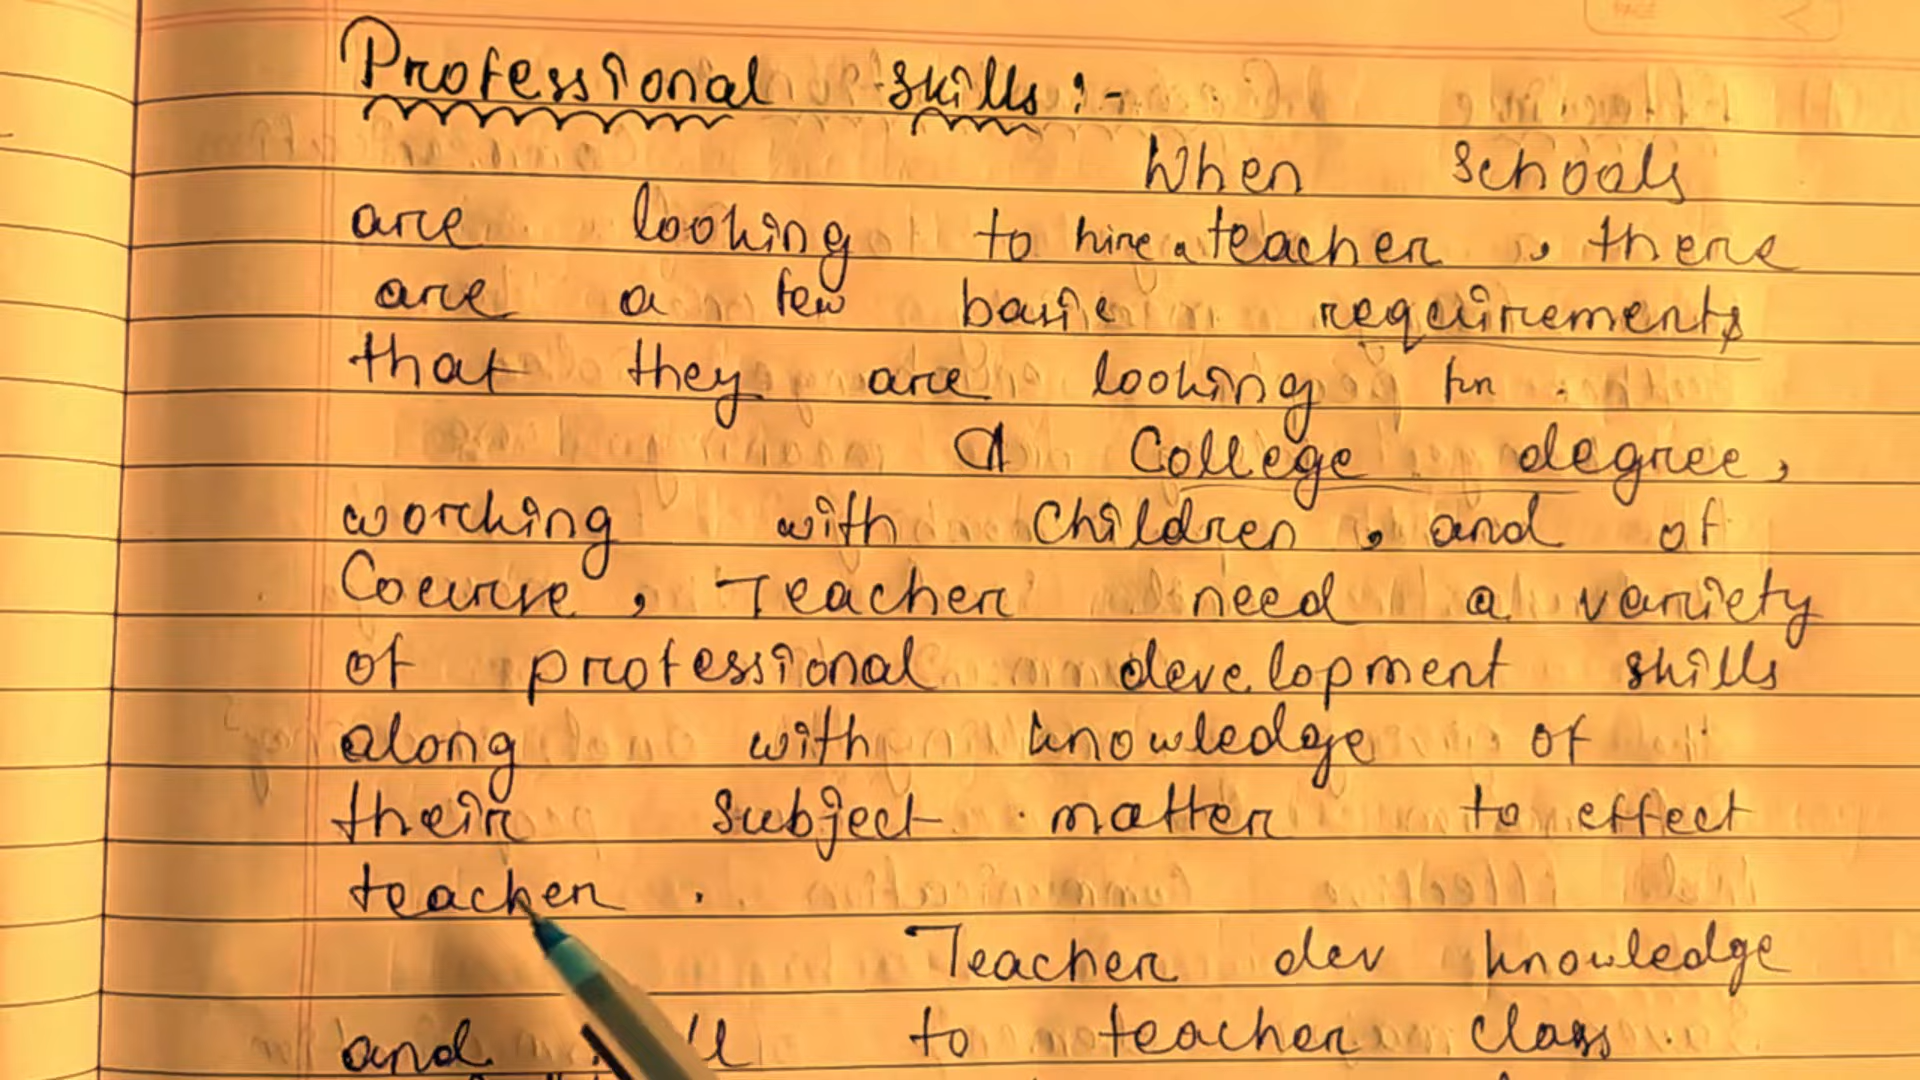 Professional skills :-
When schools
are looking to hire a teacher, there
are a few basic requirements
that they are looking for.
A College degree,
working with children, and of
Course, Teacher need a variety
of professional development skills
along with knowledge of
their subject matter to effect
teacher.
Teacher dev knowledge
and to teacher class.